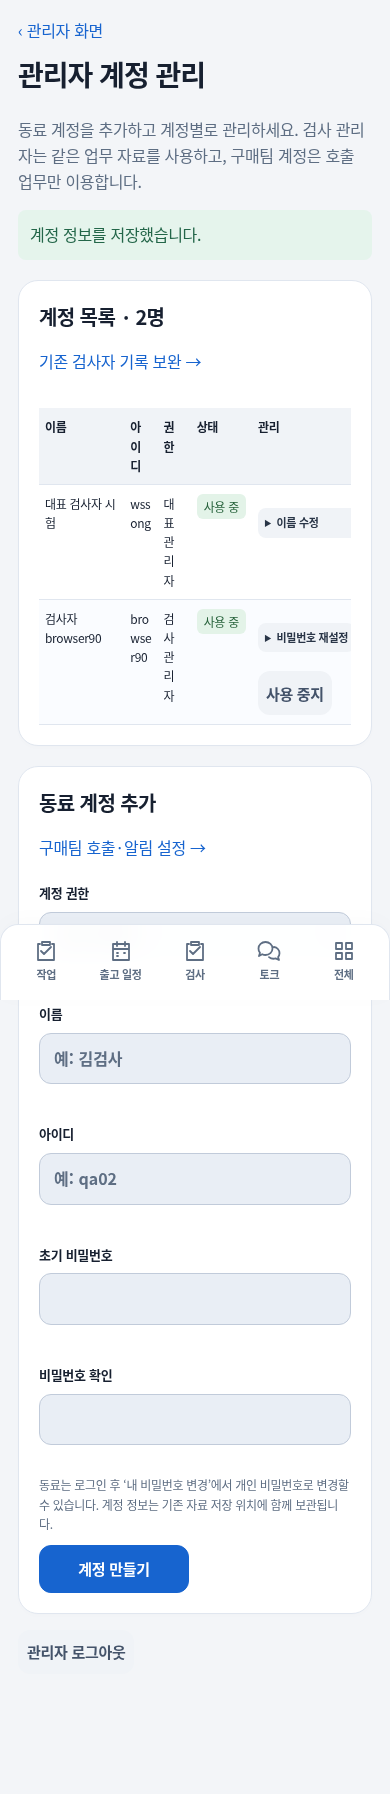 ‹ 관리자 화면
관리자 계정 관리
동료 계정을 추가하고 계정별로 관리하세요. 검사 관리
자는 같은 업무 자료를 사용하고, 구매팀 계정은 호출
업무만 이용합니다.
계정 정보를 저장했습니다.
계정 목록 · 2명
기존 검사자 기록 보완 →
이름 아이디 권한 상태 관리
대표 검사자 시험 wssong 대표 관리자 사용 중 ▶ 이름 수정
검사자 browser90 browser90 검사 관리자 사용 중 ▶ 비밀번호 재설정
사용 중지
동료 계정 추가
구매팀 호출·알림 설정 →
계정 권한
작업 출고 일정 검사 토크 전체
이름
예: 김검사
아이디
예: qa02
초기 비밀번호
비밀번호 확인
동료는 로그인 후 '내 비밀번호 변경'에서 개인 비밀번호로 변경할
수 있습니다. 계정 정보는 기존 자료 저장 위치에 함께 보관됩니
다.
계정 만들기
관리자 로그아웃